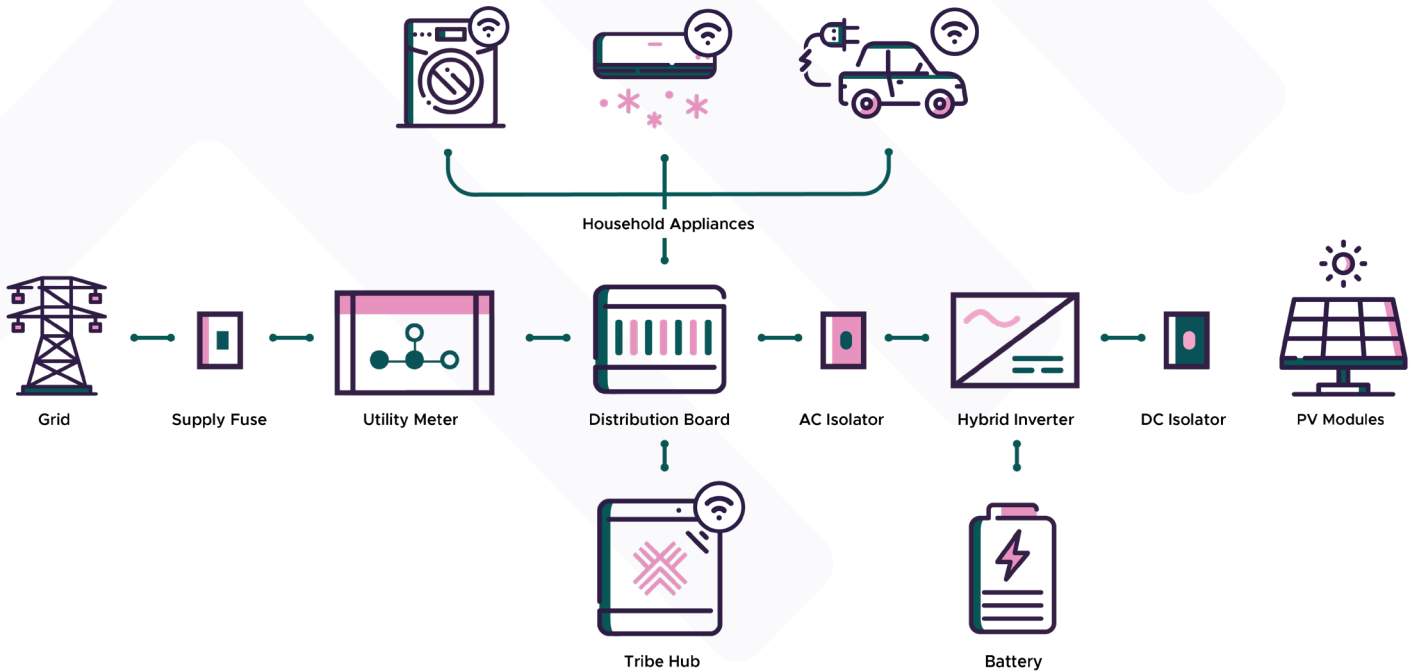 Household Appliances
Grid
Supply Fuse
Utility Meter
Distribution Board
AC Isolator
Hybrid Inverter
DC Isolator
PV Modules
Tribe Hub
Battery